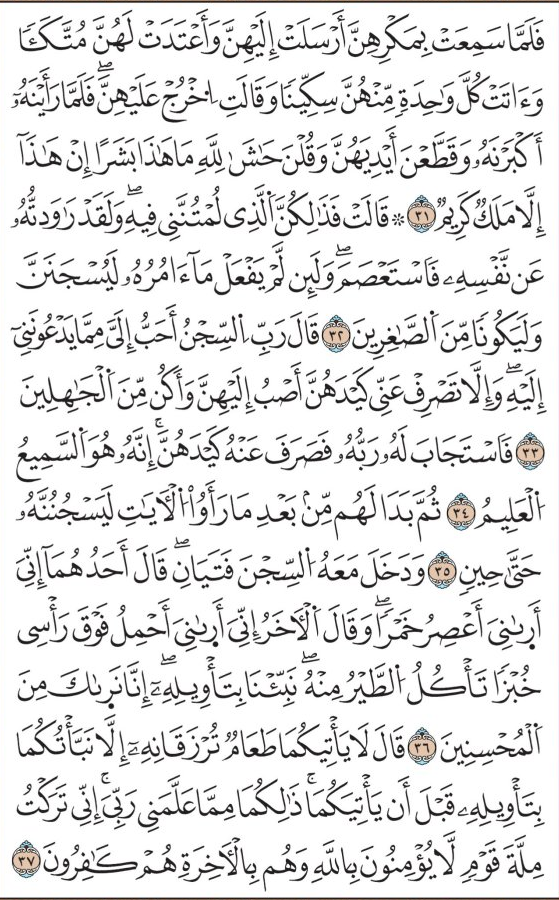 فَلَمَّا سَمِعَتْ بِمَكْرِهِنَّ أَرْسَلَتْ إِلَيْهِنَّ وَأَعْتَدَتْ لَهُنَّ مُتَّكَـًٔا
وَءَاتَتْ كُلَّ وَٰحِدَةٍ مِّنْهُنَّ سِكِّينًا وَقَالَتِ ٱخْرُجْ عَلَيْهِنَّ ۖ فَلَمَّا رَأَيْنَهُۥٓ
أَكْبَرْنَهُۥ وَقَطَّعْنَ أَيْدِيَهُنَّ وَقُلْنَ حَـٰشَ لِلَّهِ مَا هَـٰذَا بَشَرًا إِنْ هَـٰذَآ
إِلَّا مَلَكٌ كَرِيمٌ ٣١ ۞ قَالَتْ فَذَٰلِكُنَّ ٱلَّذِى لُمْتُنَّنِى فِيهِ ۖ وَلَقَدْ رَٰوَدتُّهُۥ
عَن نَّفْسِهِۦ فَٱسْتَعْصَمَ ۖ وَلَئِن لَّمْ يَفْعَلْ مَآ ءَامُرُهُۥ لَيُسْجَنَنَّ
وَلَيَكُونًا مِّنَ ٱلصَّـٰغِرِينَ ٣٢ قَالَ رَبِّ ٱلسِّجْنُ أَحَبُّ إِلَىَّ مِمَّا يَدْعُونَنِىٓ
إِلَيْهِ ۖ وَإِلَّا تَصْرِفْ عَنِّى كَيْدَهُنَّ أَصْبُ إِلَيْهِنَّ وَأَكُن مِّنَ ٱلْجَـٰهِلِينَ
٣٣ فَٱسْتَجَابَ لَهُۥ رَبُّهُۥ فَصَرَفَ عَنْهُ كَيْدَهُنَّ ۚ إِنَّهُۥ هُوَ ٱلسَّمِيعُ
ٱلْعَلِيمُ ٣٤ ثُمَّ بَدَا لَهُم مِّنۢ بَعْدِ مَا رَأَوُا۟ ٱلْـَٔايَـٰتِ لَيَسْجُنُنَّهُۥ
حَتَّىٰ حِينٍ ٣٥ وَدَخَلَ مَعَهُ ٱلسِّجْنَ فَتَيَانِ ۖ قَالَ أَحَدُهُمَآ إِنِّىٓ
أَرَىٰنِىٓ أَعْصِرُ خَمْرًا ۖ وَقَالَ ٱلْـَٔاخَرُ إِنِّىٓ أَرَىٰنِىٓ أَحْمِلُ فَوْقَ رَأْسِى
خُبْزًا تَأْكُلُ ٱلطَّيْرُ مِنْهُ ۖ نَبِّئْنَا بِتَأْوِيلِهِۦٓ ۖ إِنَّا نَرَىٰكَ مِنَ
ٱلْمُحْسِنِينَ ٣٦ قَالَ لَا يَأْتِيكُمَا طَعَامٌ تُرْزَقَانِهِۦٓ إِلَّا نَبَّأْتُكُمَا
بِتَأْوِيلِهِۦ قَبْلَ أَن يَأْتِيَكُمَا ۚ ذَٰلِكُمَا مِمَّا عَلَّمَنِى رَبِّىٓ ۚ إِنِّى تَرَكْتُ
مِلَّةَ قَوْمٍ لَّا يُؤْمِنُونَ بِٱللَّهِ وَهُم بِٱلْـَٔاخِرَةِ هُمْ كَـٰفِرُونَ ٣٧